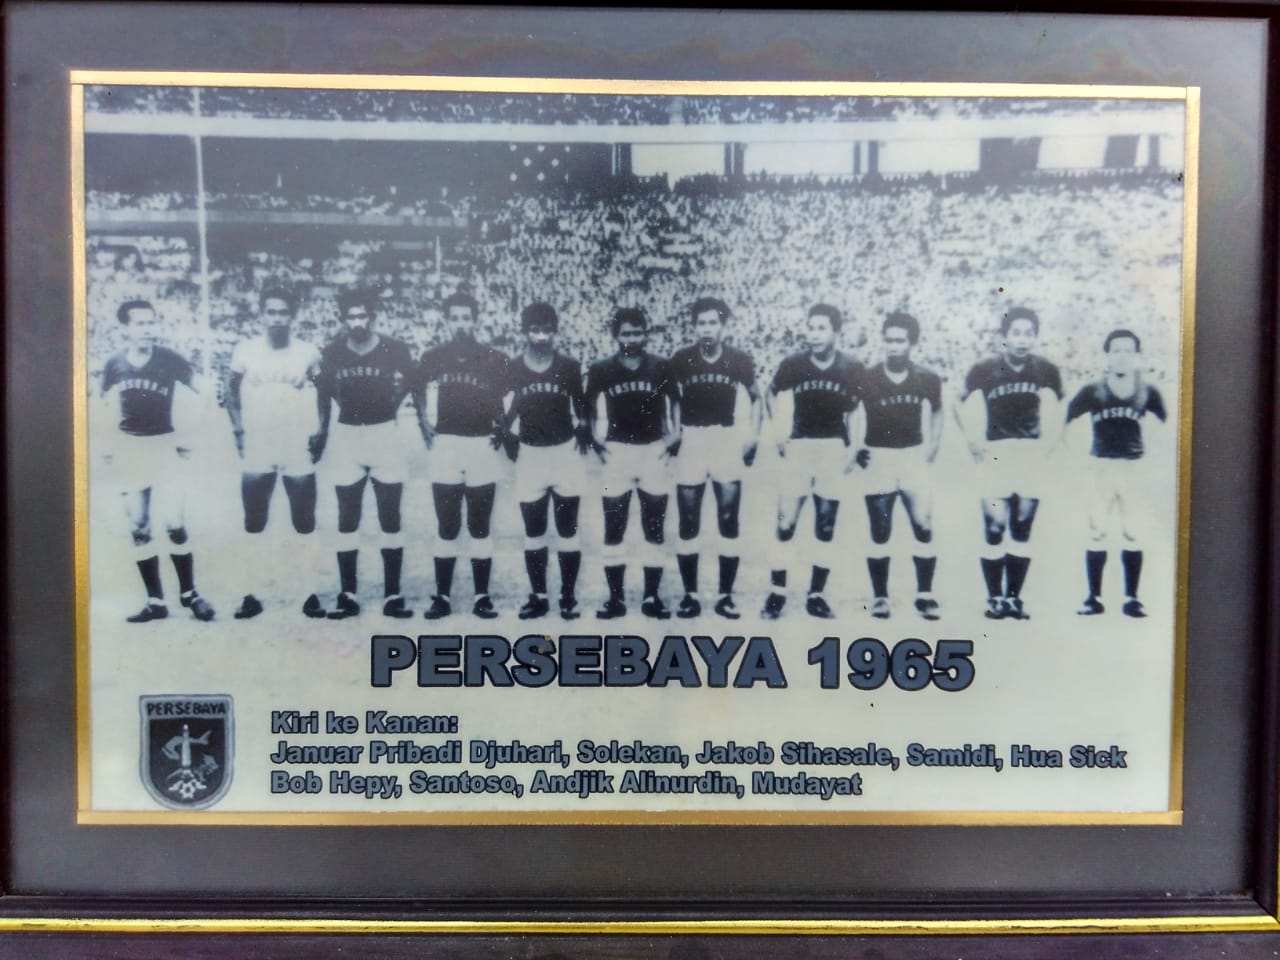 PERSEBAYA 1965
PERSEBAYA
Kiri ke Kanan:
Januar Pribadi Djuhari, Solekan, Jakob Sihasale, Samidi, Hua Sick
Bob Hepy, Santoso, Andjik Alinurdin, Mudayat